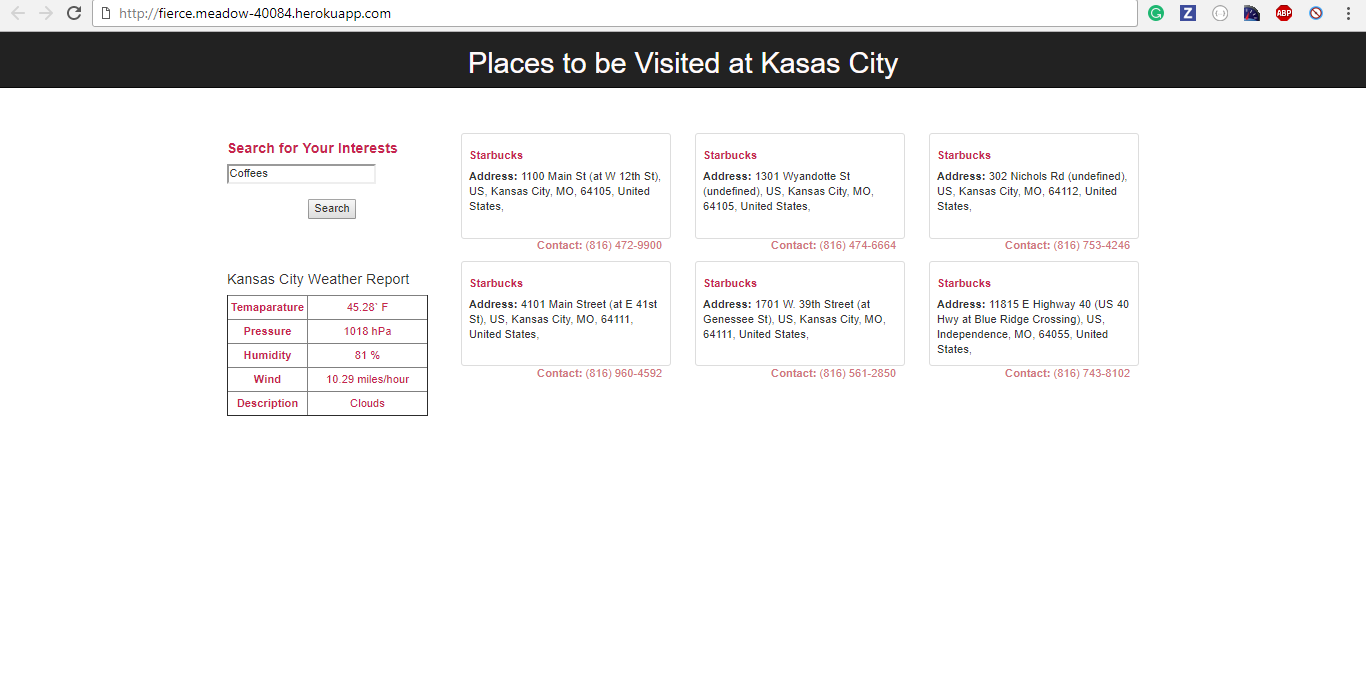 http://fierce.meadow-40084.herokuapp.com
G
Z
ABP
Places to be Visited at Kasas City
Search for Your Interests
Coffees
Search
Kansas City Weather Report
Temaparature 45.28` F
Pressure 1018 hPa
Humidity 81 %
Wind 10.29 miles/hour
Description Clouds
Starbucks
Address: 1100 Main St (at W 12th St),
US, Kansas City, MO, 64105, United
States,
Contact: (816) 472-9900
Starbucks
Address: 1301 Wyandotte St
(undefined), US, Kansas City, MO,
64105, United States,
Contact: (816) 474-6664
Starbucks
Address: 302 Nichols Rd (undefined),
US, Kansas City, MO, 64112, United
States,
Contact: (816) 753-4246
Starbucks
Address: 4101 Main Street (at E 41st
St), US, Kansas City, MO, 64111,
United States,
Contact: (816) 960-4592
Starbucks
Address: 1701 W. 39th Street (at
Genessee St), US, Kansas City, MO,
64111, United States,
Contact: (816) 561-2850
Starbucks
Address: 11815 E Highway 40 (US 40
Hwy at Blue Ridge Crossing), US,
Independence, MO, 64055, United
States,
Contact: (816) 743-8102